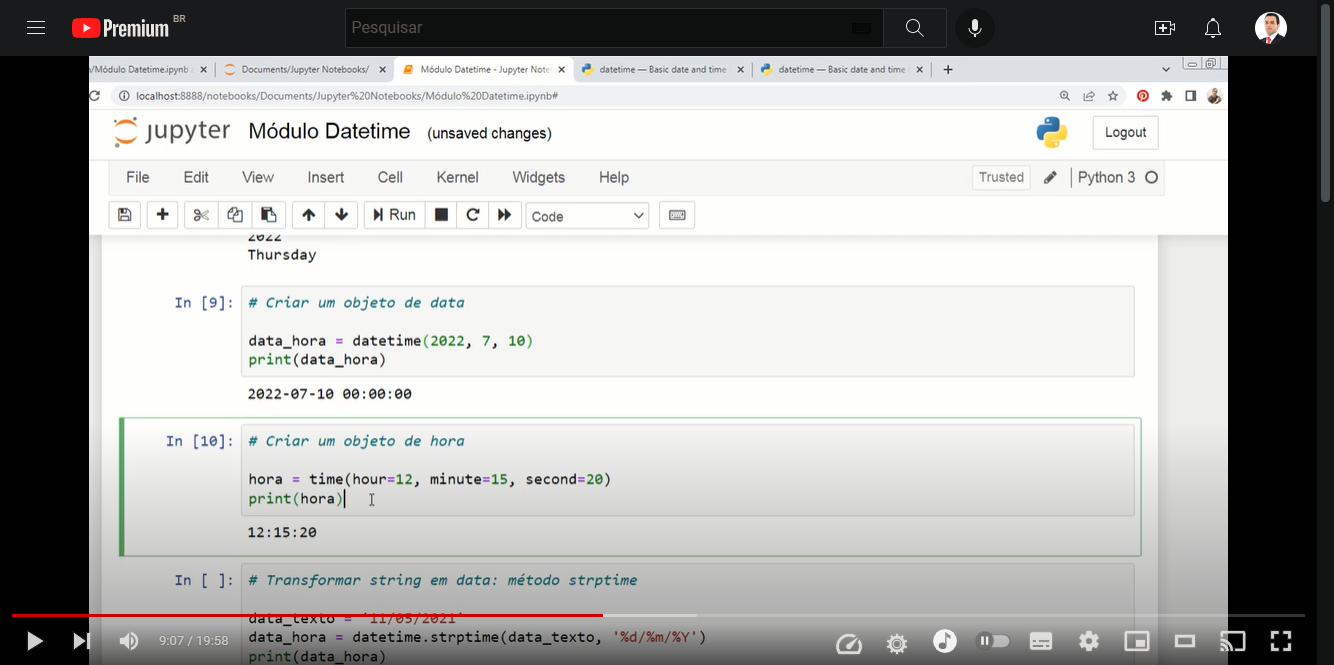 Premium BR
Pesquisar
/Módulo Datetime.ipynb
Documents/Jupyter Notebooks/
Módulo Datetime - Jupyter Note
datetime — Basic date and time
datetime — Basic date and time
localhost:8888/notebooks/Documents/Jupyter%20Notebooks/Módulo%20Datetime.ipynb#
jupyter Módulo Datetime (unsaved changes)
Logout
File Edit View Insert Cell Kernel Widgets Help
Trusted
Python 3
Run
Code
2022
Thursday
In [9]: # Criar um objeto de data
data_hora = datetime(2022, 7, 10)
print(data_hora)
2022-07-10 00:00:00
In [10]: # Criar um objeto de hora
hora = time(hour=12, minute=15, second=20)
print(hora)
12:15:20
In [ ]: # Transformar string em data: método strptime
data_texto = '11/05/2021'
data_hora = datetime.strptime(data_texto, '%d/%m/%Y')
print(data_hora)
9:07 / 19:58